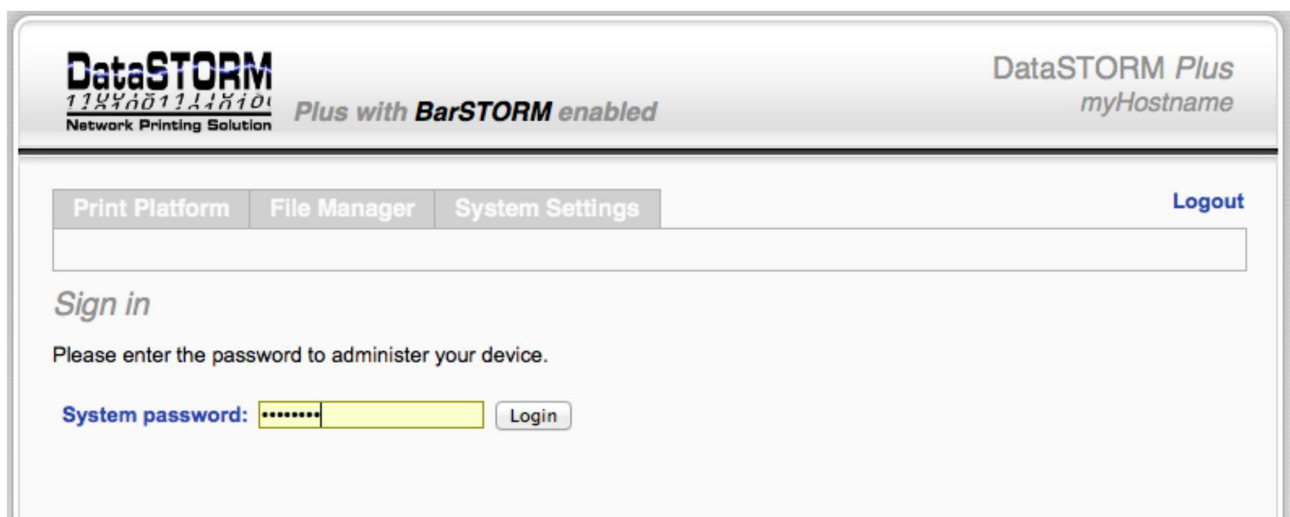 DataSTORM
Network Printing Solution
Plus with BarSTORM enabled
DataSTORM Plus
myHostname
Print Platform File Manager System Settings
Logout
Sign in
Please enter the password to administer your device.
System password: •••••••• Login